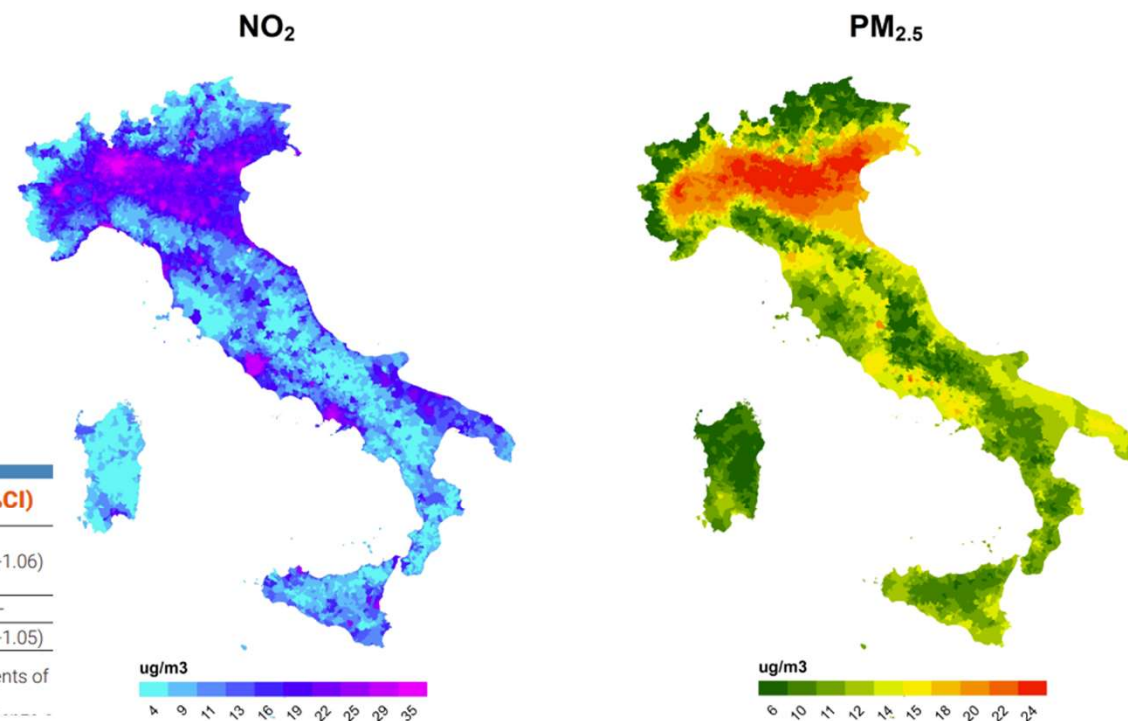 NO₂
PM₂.₅
CI)
1.06)
-
-1.05)
ents of
ug/m3
4 9 11 13 16 19 22 25 29 35
ug/m3
6 10 11 12 14 15 18 20 22 24